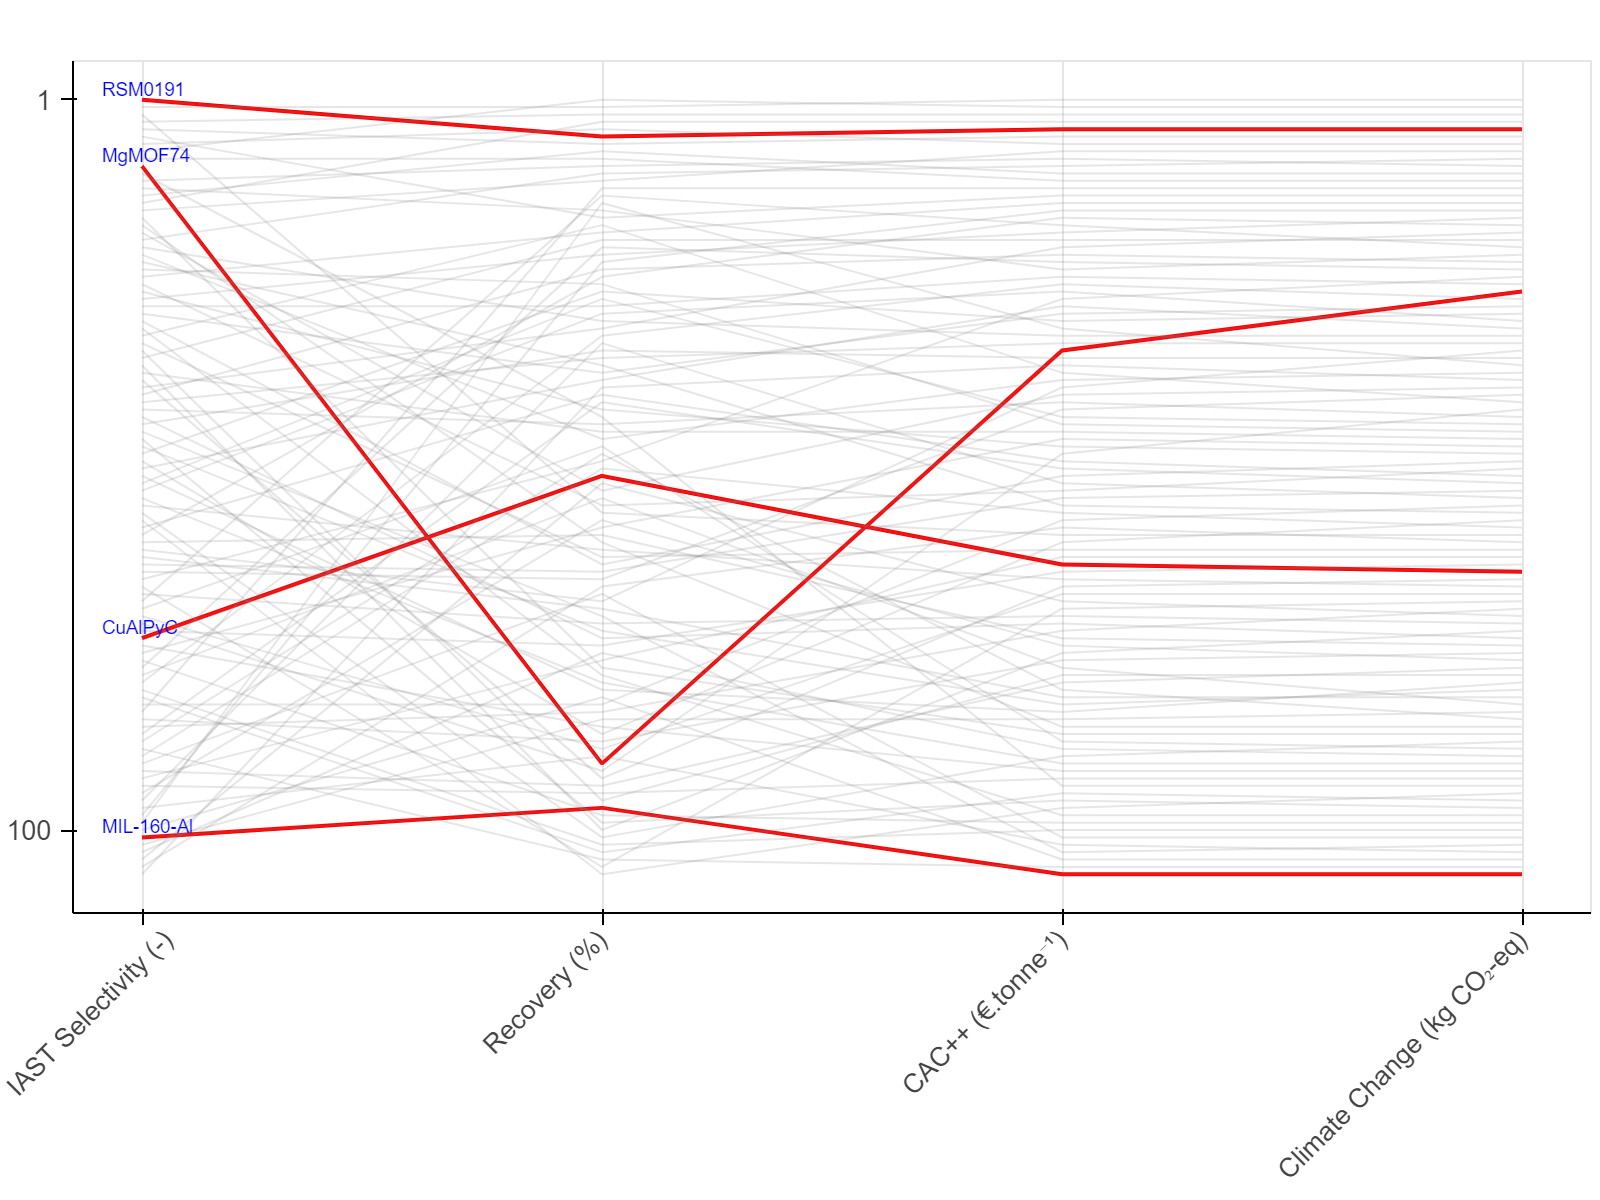 1
RSM0191
MgMOF74
CuAlPyC
100
MIL-160-Al
IAST Selectivity (-)
Recovery (%)
CAC++ (€.tonne⁻¹)
Climate Change (kg CO₂-eq)